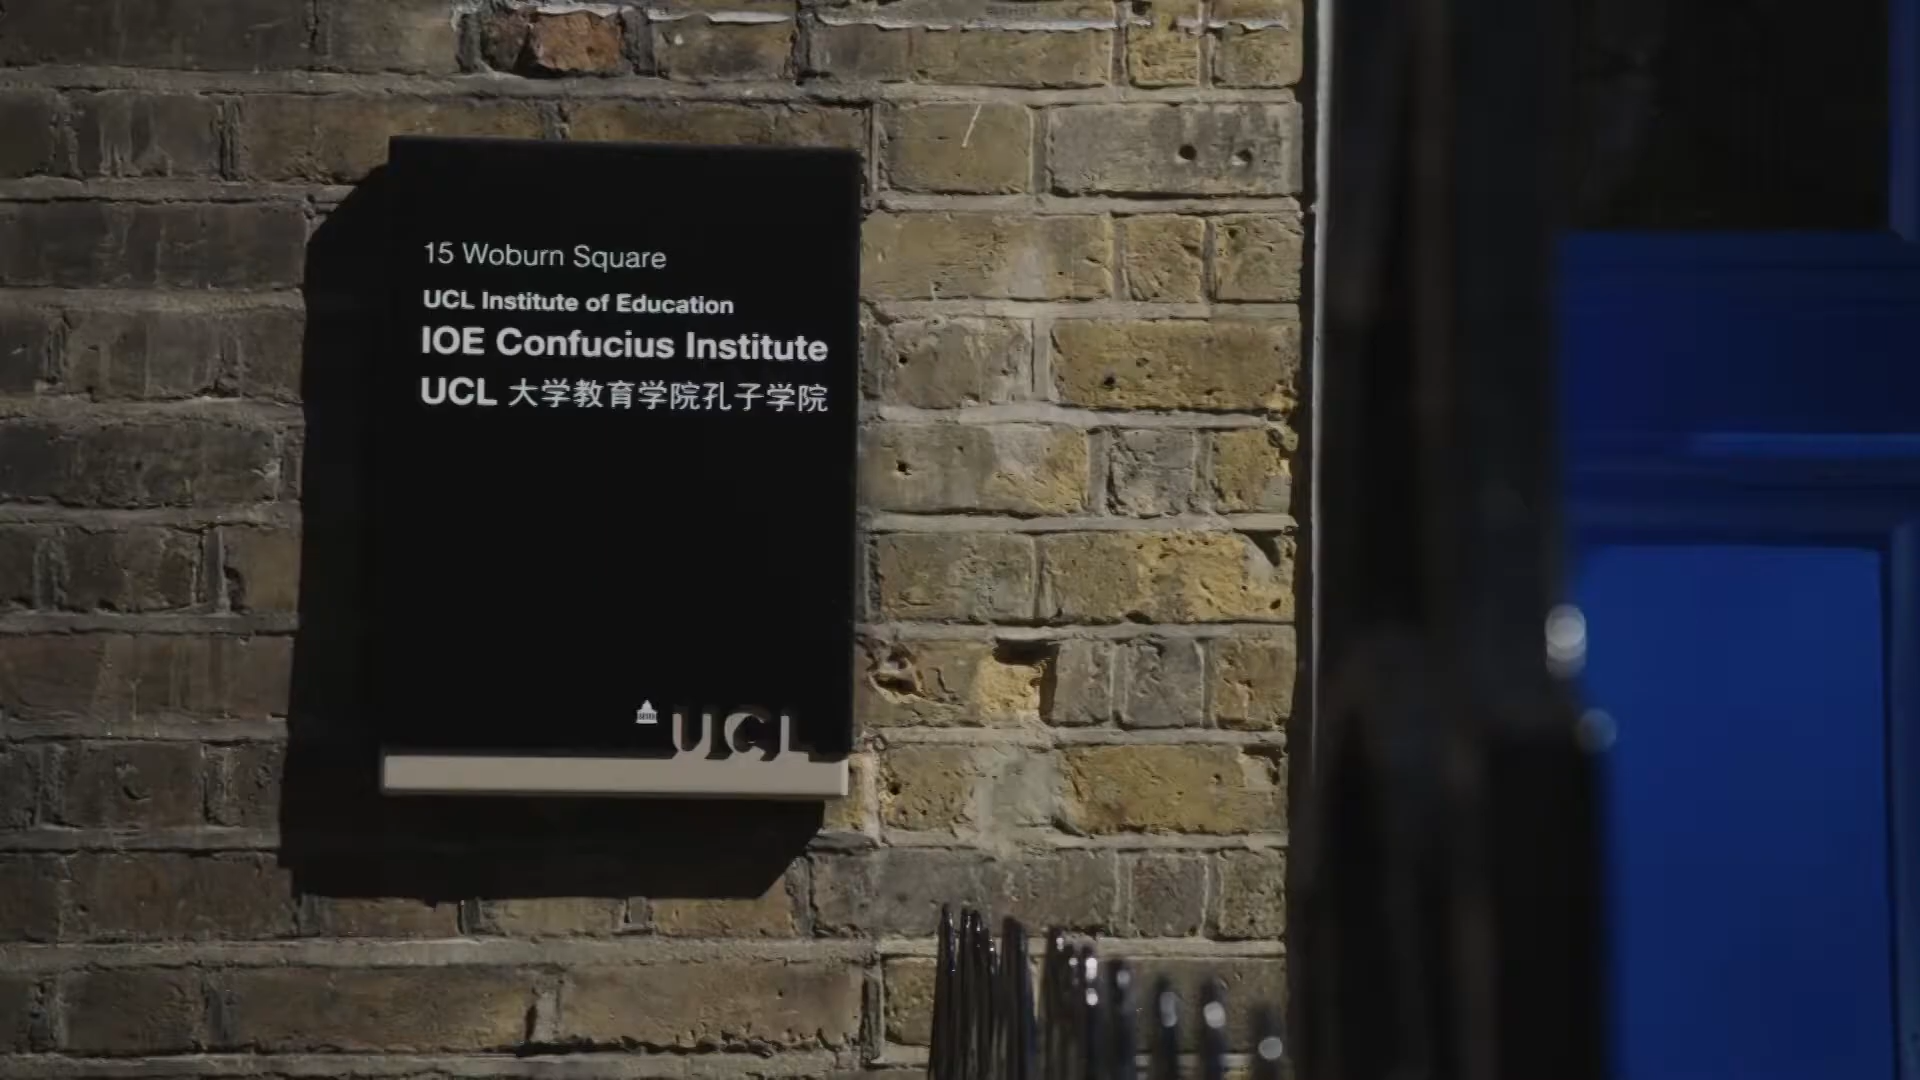 15 Woburn Square
UCL Institute of Education
IOE Confucius Institute
UCL 大学教育学院孔子学院
UCL